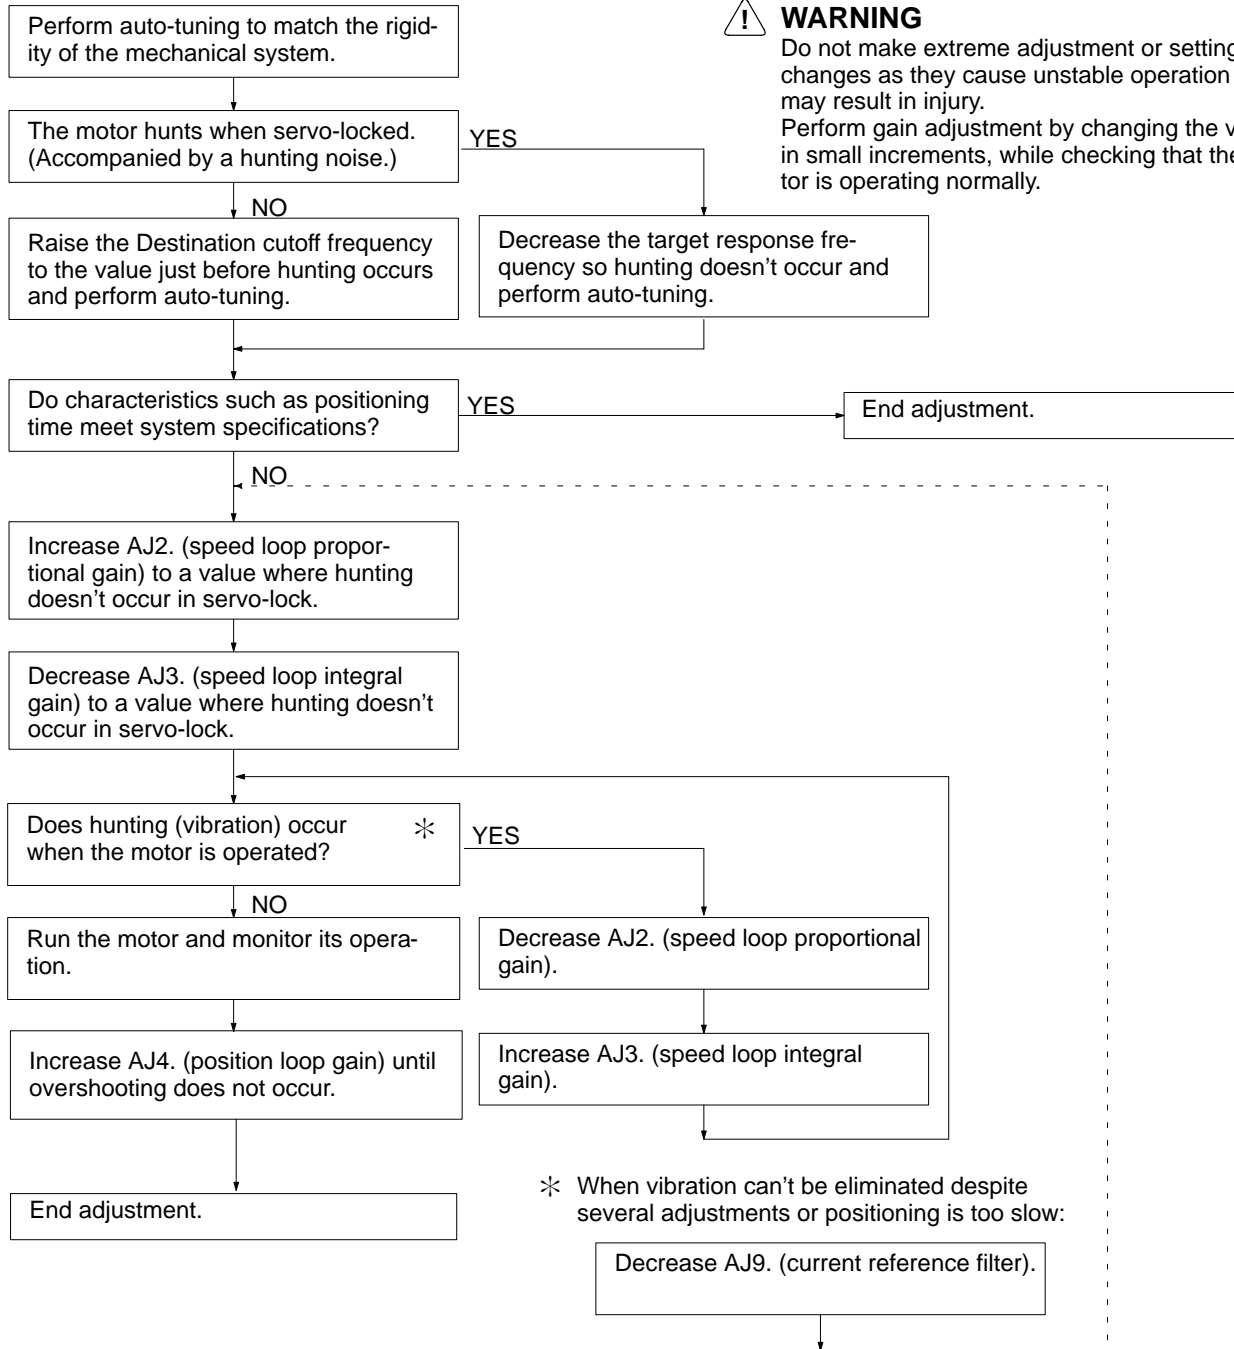 Perform auto-tuning to match the rigid-
ity of the mechanical system.
! WARNING
Do not make extreme adjustment or setting
changes as they cause unstable operation
may result in injury.
Perform gain adjustment by changing the v
in small increments, while checking that the
tor is operating normally.
The motor hunts when servo-locked.
(Accompanied by a hunting noise.)
YES
NO
Raise the Destination cutoff frequency
to the value just before hunting occurs
and perform auto-tuning.
Decrease the target response fre-
quency so hunting doesn't occur and
perform auto-tuning.
Do characteristics such as positioning
time meet system specifications?
YES
End adjustment.
NO
Increase AJ2. (speed loop propor-
tional gain) to a value where hunting
doesn't occur in servo-lock.
Decrease AJ3. (speed loop integral
gain) to a value where hunting doesn't
occur in servo-lock.
Does hunting (vibration) occur *
when the motor is operated?
YES
NO
Run the motor and monitor its opera-
tion.
Decrease AJ2. (speed loop proportional
gain).
Increase AJ4. (position loop gain) until
overshooting does not occur.
Increase AJ3. (speed loop integral
gain).
End adjustment.
* When vibration can't be eliminated despite
several adjustments or positioning is too slow:
Decrease AJ9. (current reference filter).